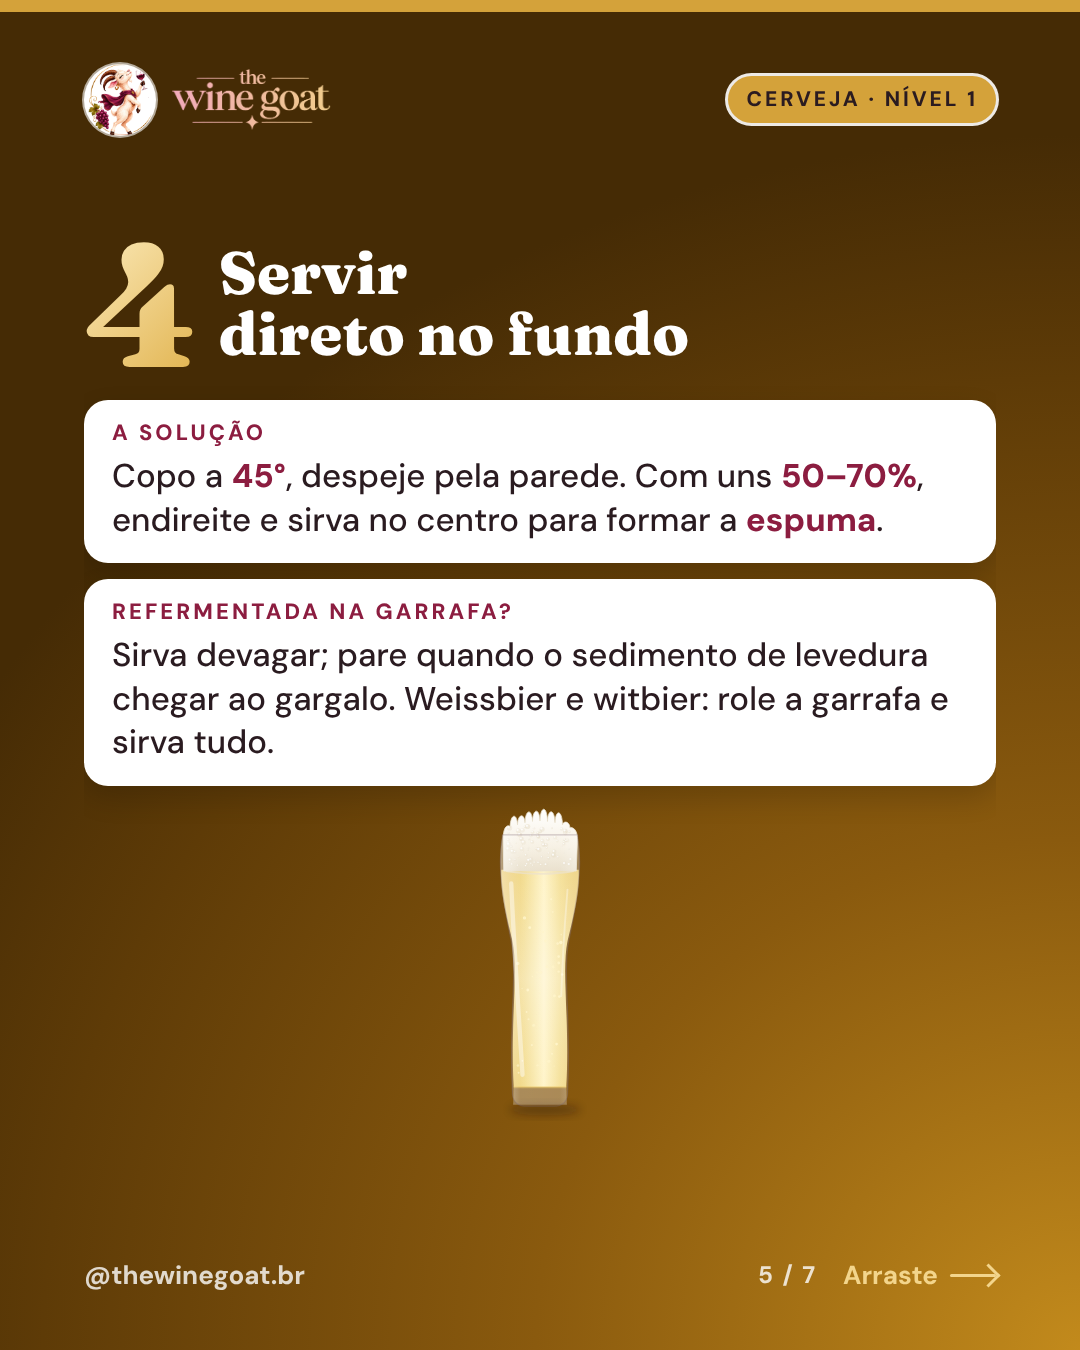 the
wine goat
CERVEJA · NÍVEL 1
4
Servir
direto no fundo
A SOLUÇÃO
Copo a 45°, despeje pela parede. Com uns 50–70%,
endireite e sirva no centro para formar a espuma.
REFERMENTADA NA GARRAFA?
Sirva devagar; pare quando o sedimento de levedura
chegar ao gargalo. Weissbier e witbier: role a garrafa e
sirva tudo.
@thewinegoat.br
5 / 7 Arraste